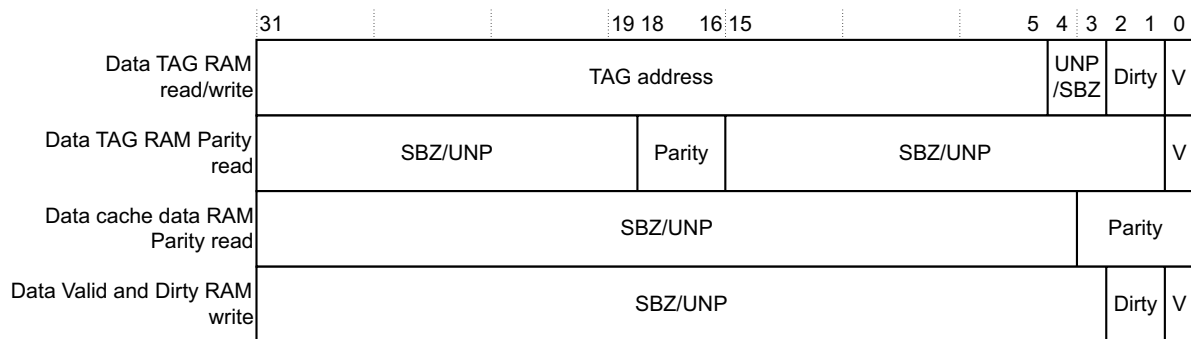 31 19 18 16 15 5 4 3 2 1 0
Data TAG RAM
read/write
TAG address
UNP
/SBZ
Dirty
V
Data TAG RAM Parity
read
SBZ/UNP
Parity
SBZ/UNP
V
Data cache data RAM
Parity read
SBZ/UNP
Parity
Data Valid and Dirty RAM
write
SBZ/UNP
Dirty
V